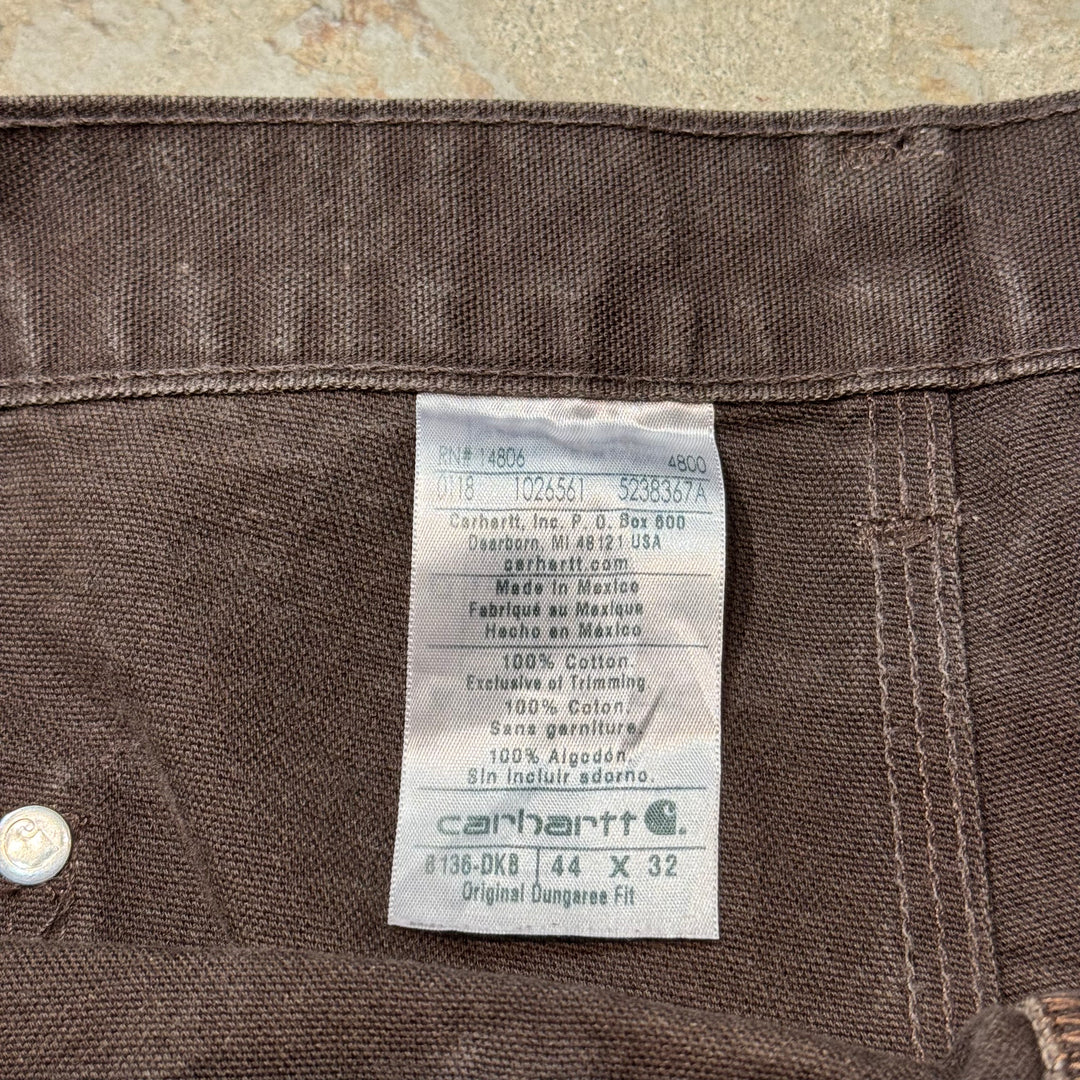 RN# 14806 4800
0118 1026561 5238367A
Carhartt, Inc. P. O. Box 600
Dearborn, MI 48121 USA
carhartt.com
Made in Mexico
Fabriqué au Mexique
Hecho en México
100% Cotton.
Exclusive of Trimming.
100% Coton.
Sans garniture.
100% Algodón.
Sin incluir adorno.
carhartt
B136-DKB 44 X 32
Original Dungaree Fit